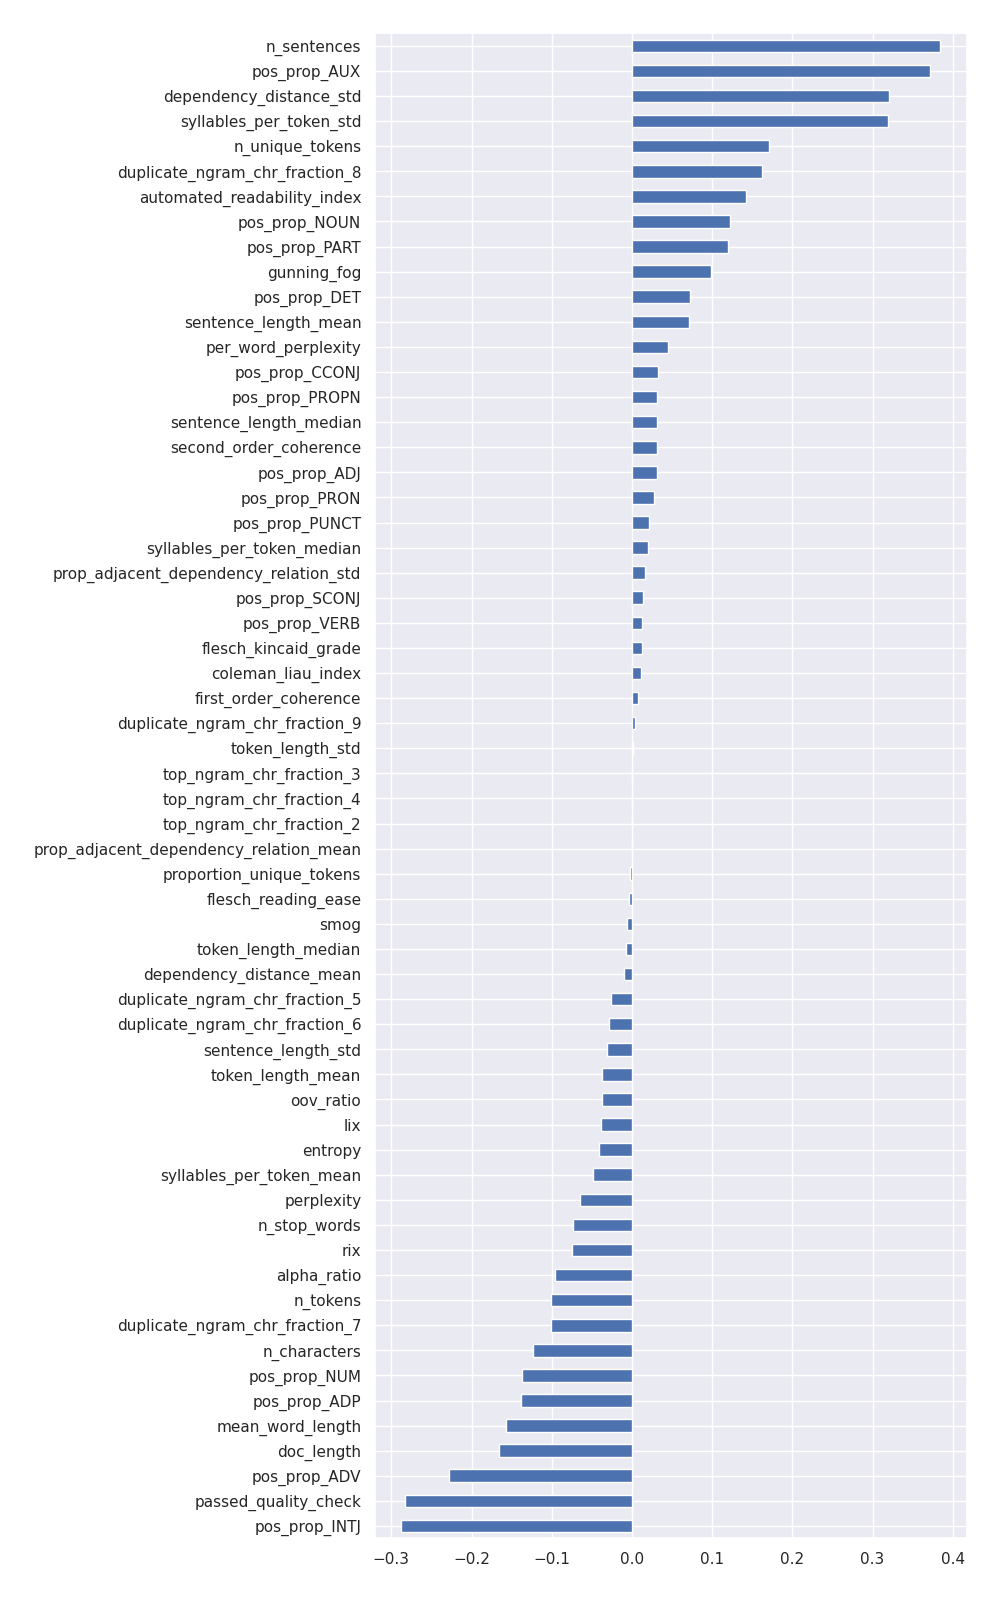 n_sentences
pos_prop_AUX
dependency_distance_std
syllables_per_token_std
n_unique_tokens
duplicate_ngram_chr_fraction_8
automated_readability_index
pos_prop_NOUN
pos_prop_PART
gunning_fog
pos_prop_DET
sentence_length_mean
per_word_perplexity
pos_prop_CCONJ
pos_prop_PROPN
sentence_length_median
second_order_coherence
pos_prop_ADJ
pos_prop_PRON
pos_prop_PUNCT
syllables_per_token_median
prop_adjacent_dependency_relation_std
pos_prop_SCONJ
pos_prop_VERB
flesch_kincaid_grade
coleman_liau_index
first_order_coherence
duplicate_ngram_chr_fraction_9
token_length_std
top_ngram_chr_fraction_3
top_ngram_chr_fraction_4
top_ngram_chr_fraction_2
prop_adjacent_dependency_relation_mean
proportion_unique_tokens
flesch_reading_ease
smog
token_length_median
dependency_distance_mean
duplicate_ngram_chr_fraction_5
duplicate_ngram_chr_fraction_6
sentence_length_std
token_length_mean
oov_ratio
lix
entropy
syllables_per_token_mean
perplexity
n_stop_words
rix
alpha_ratio
n_tokens
duplicate_ngram_chr_fraction_7
n_characters
pos_prop_NUM
pos_prop_ADP
mean_word_length
doc_length
pos_prop_ADV
passed_quality_check
pos_prop_INTJ
−0.3 −0.2 −0.1 0.0 0.1 0.2 0.3 0.4